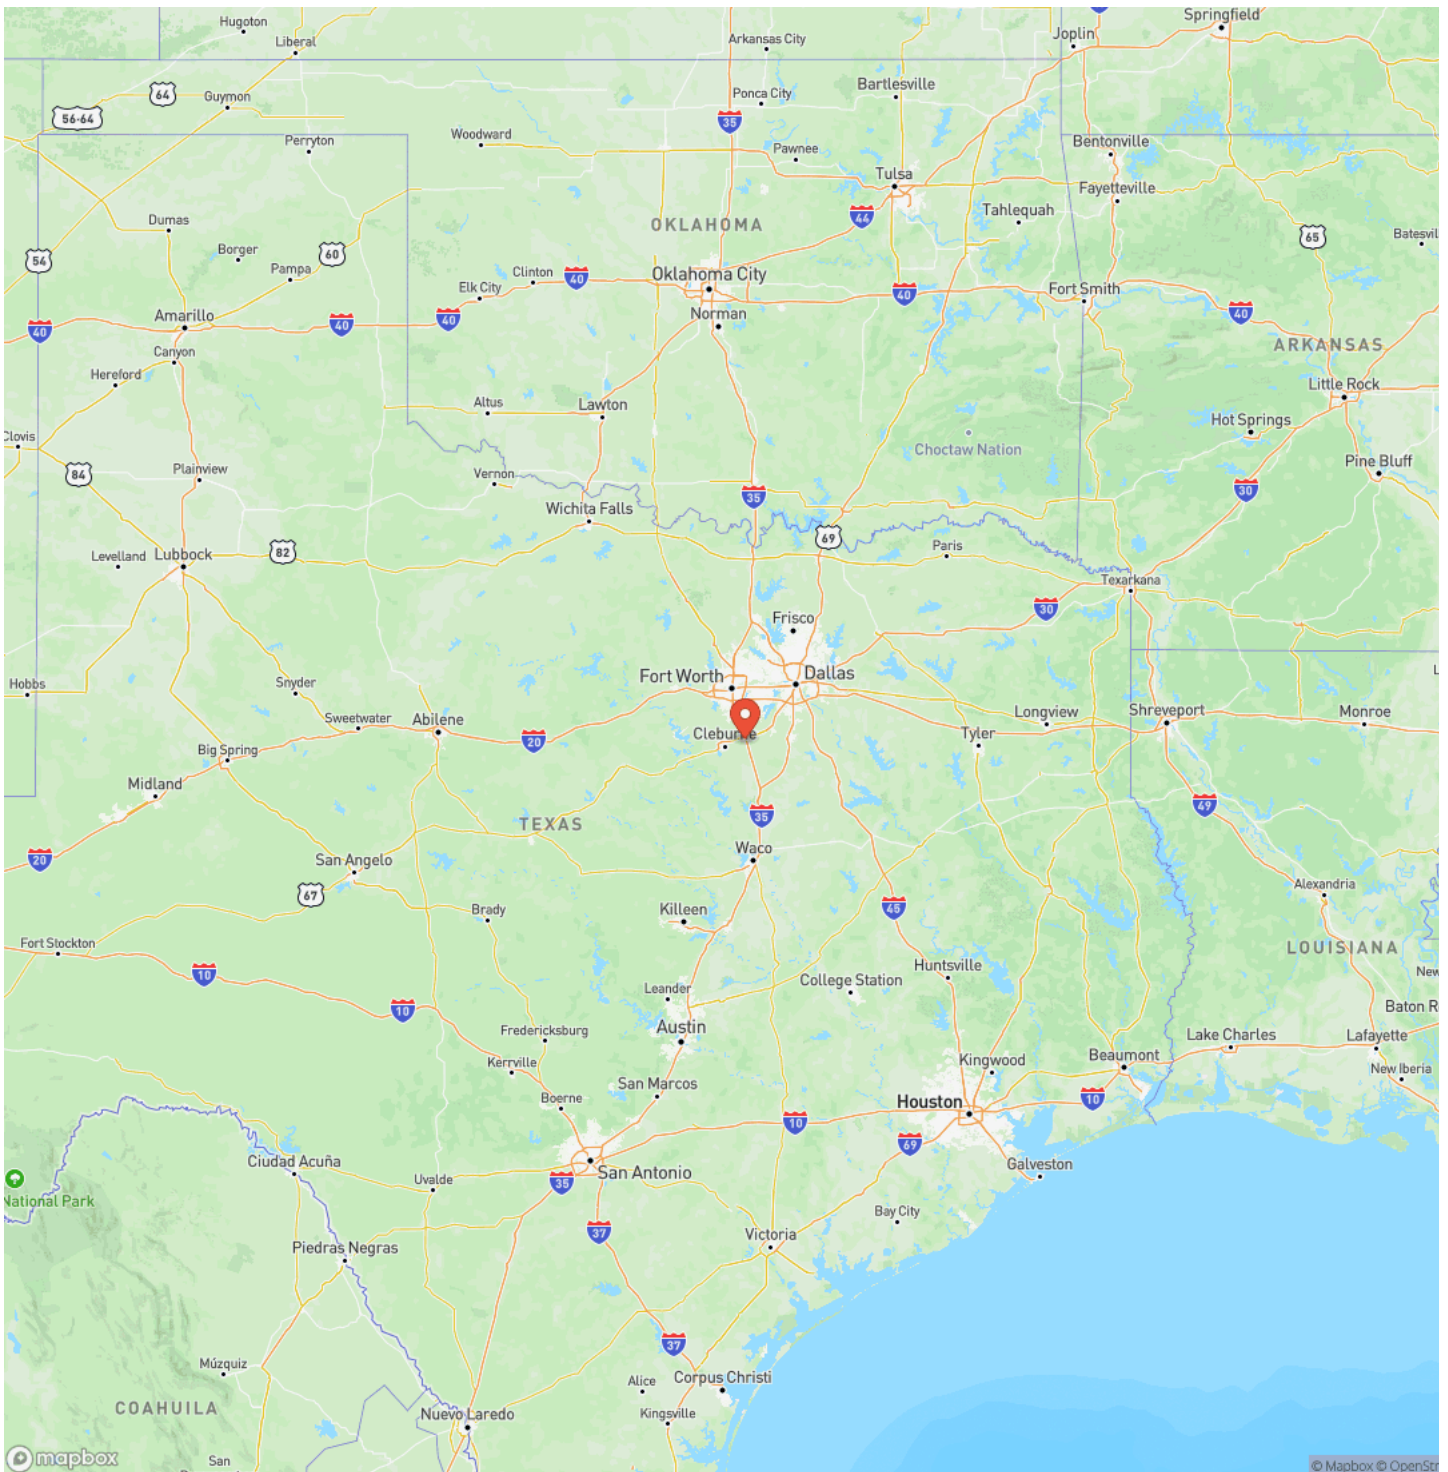 Hugoton
Springfield
Joplin
Arkansas City
Liberal
Bartlesville
Ponca City
64
Guymon
56-64
35
Woodward
Perryton
Pawnee
Bentonville
Tulsa
Fayetteville
Tahlequah
44
Dumas
OKLAHOMA
65
Batesvil
Borger
60
54
Pampa
Clinton
40
Oklahoma City
Elk City
40
Fort Smith
Amarillo
40
40
40
Norman
40
Canyon
ARKANSAS
Hereford
Little Rock
Altus
Lawton
Hot Springs
Clovis
Choctaw Nation
Plainview
84
Vernon
Pine Bluff
35
30
Wichita Falls
69
Levelland
Lubbock
82
Paris
Texarkana
30
Frisco
Fort Worth
Dallas
Hobbs
Snyder
Longview
Shreveport
Monroe
Sweetwater
Abilene
Cleburne
Tyler
20
Big Spring
Midland
49
35
TEXAS
Waco
20
San Angelo
Alexandria
67
Killeen
45
Brady
Fort Stockton
LOUISIANA
10
Huntsville
New
College Station
Leander
10
Baton R
Austin
Fredericksburg
Lake Charles
Lafayette
Kerrville
Kingwood
Beaumont
New Iberia
San Marcos
Boerne
Houston
10
10
69
Ciudad Acuña
Galveston
San Antonio
Uvalde
35
National Park
Bay City
37
Victoria
Piedras Negras
37
Múzquiz
Alice
Corpus Christi
COAHUILA
Nuevo Laredo
Kingsville
San
mapbox
© Mapbox © OpenStr